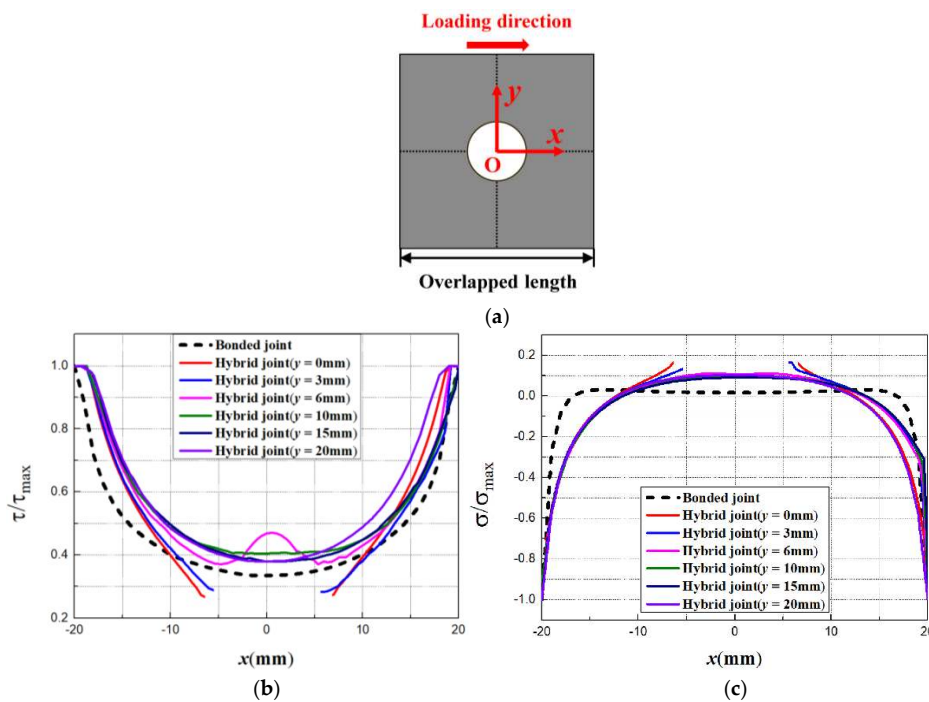 Loading direction
y
x
O
Overlapped length
(a)
Bonded joint
Hybrid joint(y = 0mm)
Hybrid joint(y = 3mm)
Hybrid joint(y = 6mm)
Hybrid joint(y = 10mm)
Hybrid joint(y = 15mm)
Hybrid joint(y = 20mm)
1.0
0.8
0.6
0.4
0.2
τ/τmax
-20 -10 0 10 20
x(mm)
(b)
0.2
0.0
-0.2
-0.4
-0.6
-0.8
-1.0
σ/σmax
Bonded joint
Hybrid joint(y = 0mm)
Hybrid joint(y = 3mm)
Hybrid joint(y = 6mm)
Hybrid joint(y = 10mm)
Hybrid joint(y = 15mm)
Hybrid joint(y = 20mm)
-20 -10 0 10 20
x(mm)
(c)